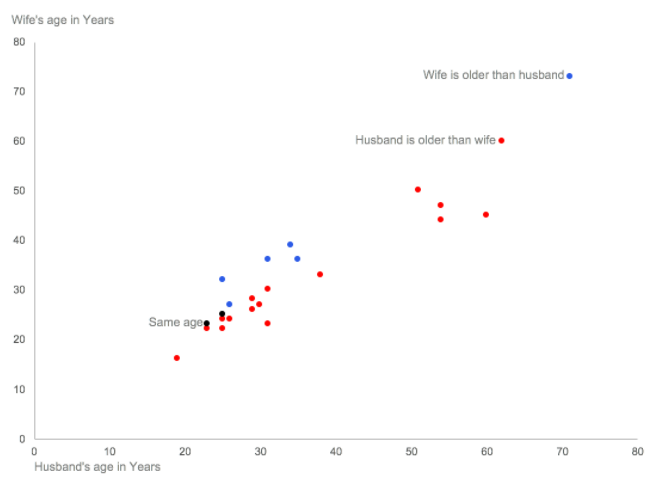 Wife's age in Years
80
Wife is older than husband
70
60
Husband is older than wife
50
40
30
Same age
20
10
0
0 10 20 30 40 50 60 70 80
Husband's age in Years